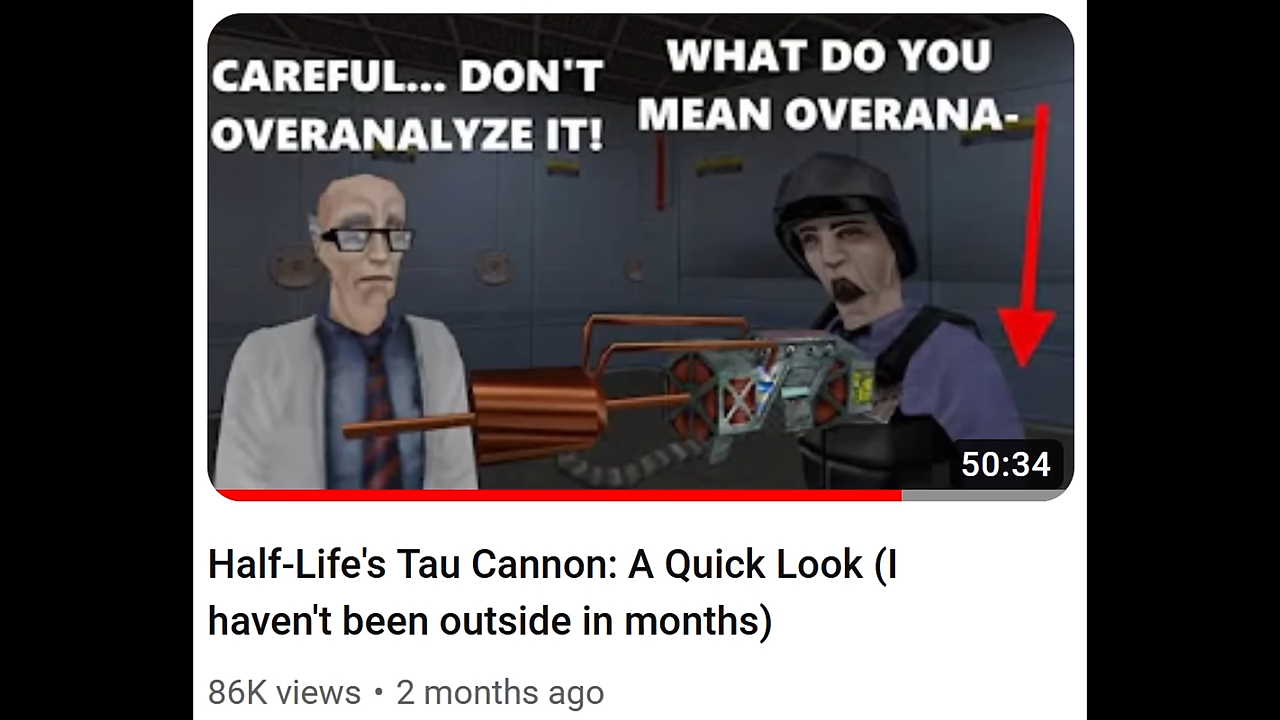 CAREFUL... DON'T
OVERANALYZE IT!
WHAT DO YOU
MEAN OVERANA-
50:34
Half-Life's Tau Cannon: A Quick Look (I
haven't been outside in months)
86K views • 2 months ago